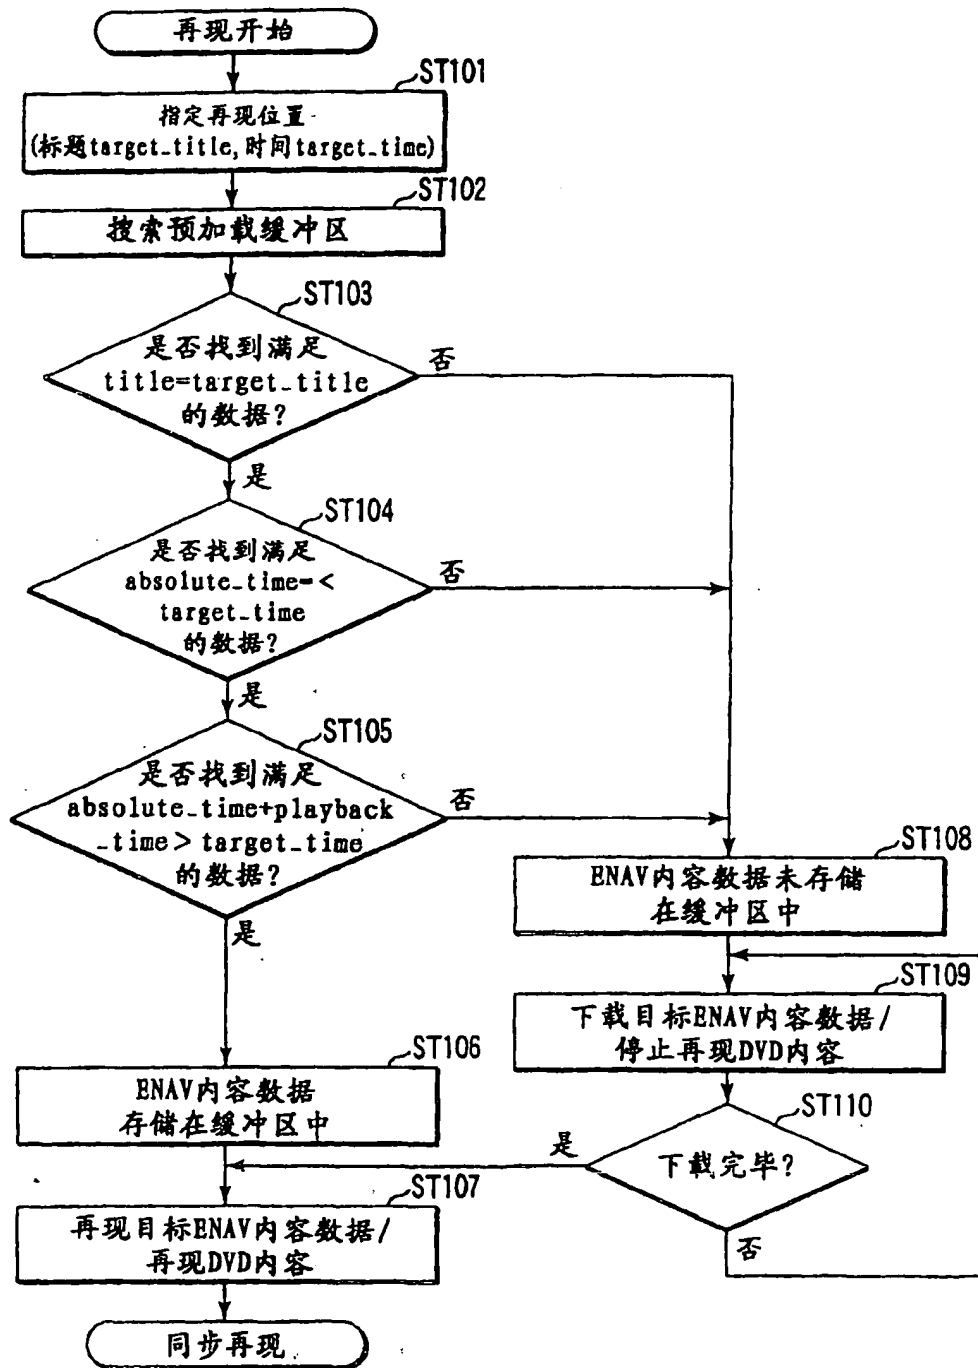 再现开始
ST101
指定再现位置
(标题target_title,时间target_time)
ST102
搜索预加载缓冲区
ST103
是否找到满足
title=target_title
的数据?
否
是
ST104
是否找到满足
absolute_time=<
target_time
的数据?
否
是
ST105
是否找到满足
absolute_time+playback
_time>target_time
的数据?
否
是
ST108
ENAV内容数据未存储
在缓冲区中
ST109
下载目标ENAV内容数据/
停止再现DVD内容
ST106
ENAV内容数据
存储在缓冲区中
ST110
下载完毕?
是
否
ST107
再现目标ENAV内容数据/
再现DVD内容
同步再现